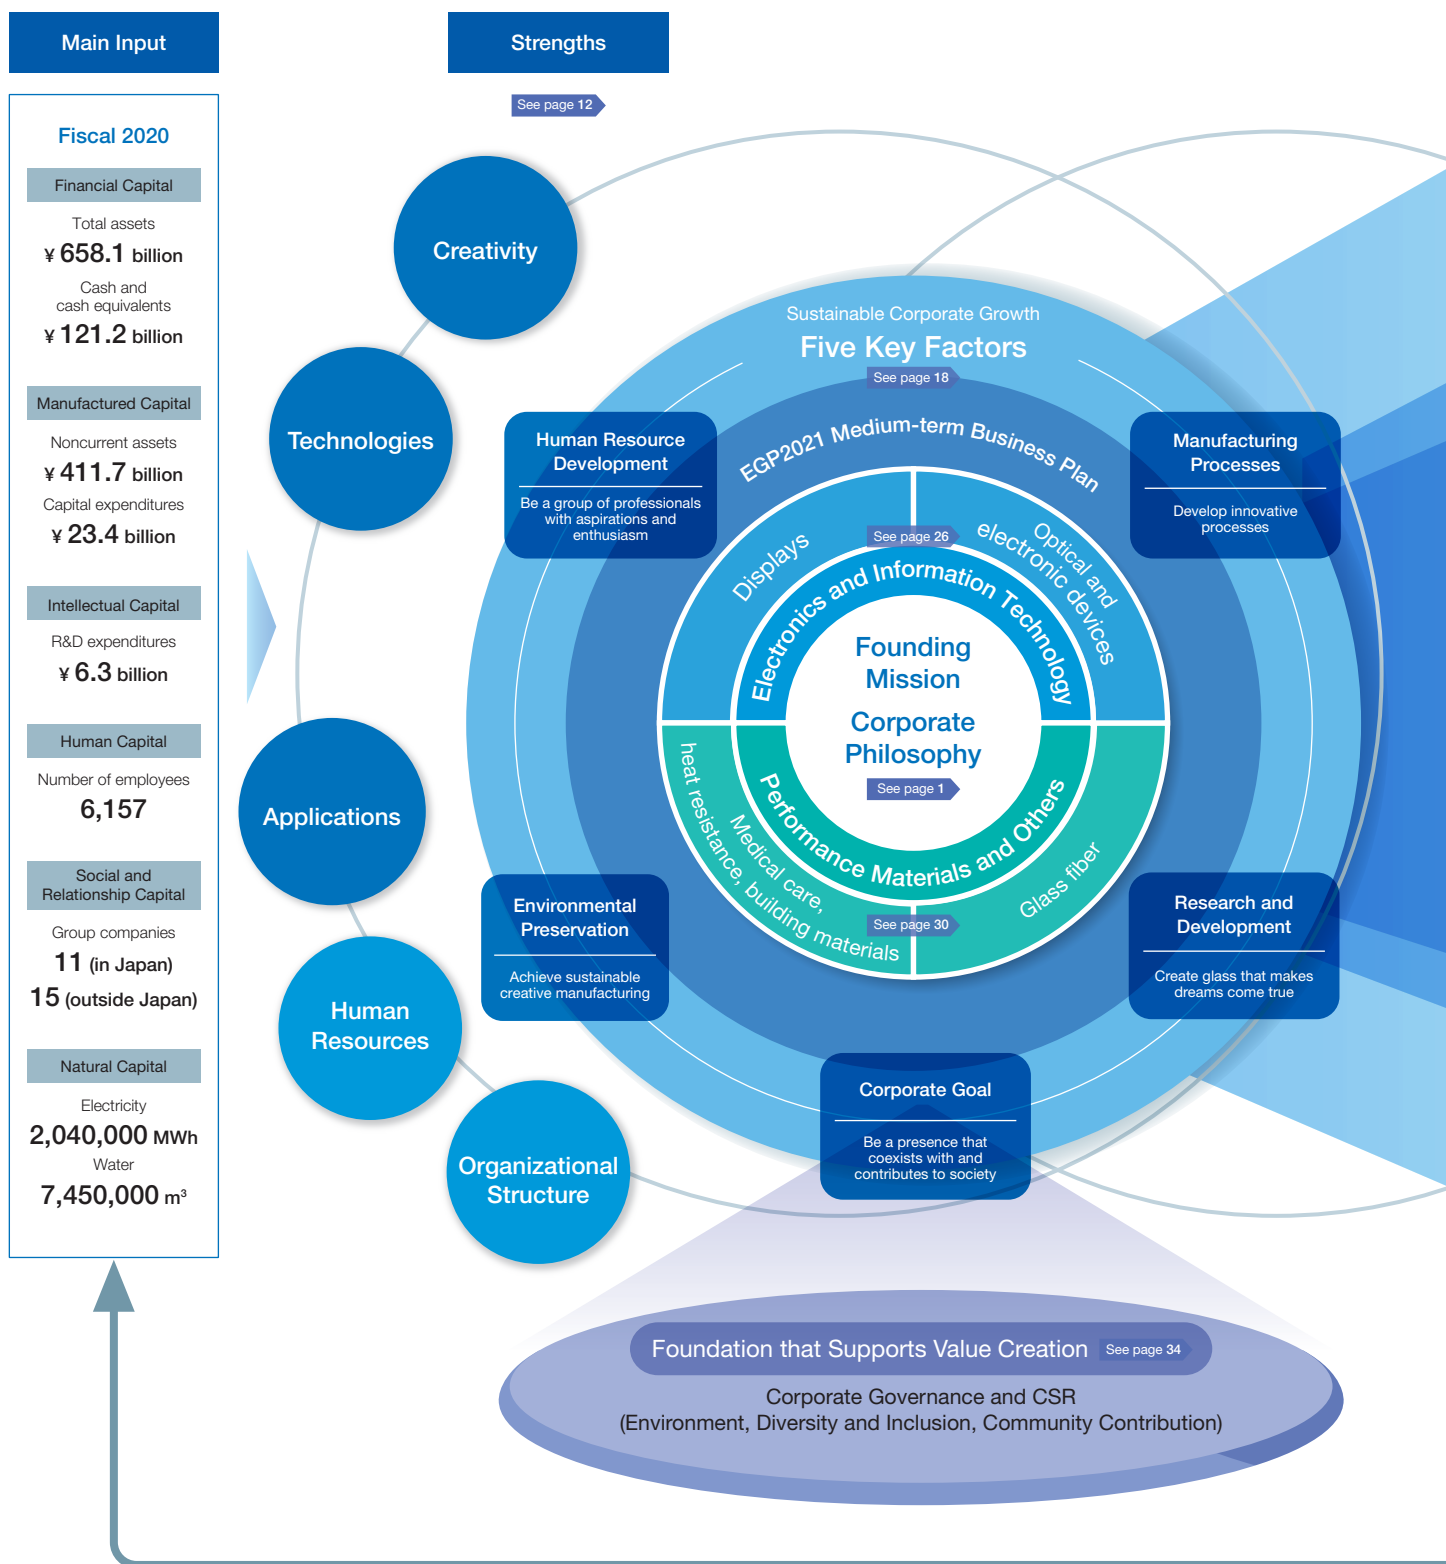 Main Input
Fiscal 2020
Financial Capital
Total assets
¥ 658.1 billion
Cash and
cash equivalents
¥ 121.2 billion
Manufactured Capital
Noncurrent assets
¥ 411.7 billion
Capital expenditures
¥ 23.4 billion
Intellectual Capital
R&D expenditures
¥ 6.3 billion
Human Capital
Number of employees
6,157
Social and
Relationship Capital
Group companies
11 (in Japan)
15 (outside Japan)
Natural Capital
Electricity
2,040,000 MWh
Water
7,450,000 m³
Strengths
See page 12
Creativity
Technologies
Applications
Human
Resources
Organizational
Structure
Sustainable Corporate Growth
Five Key Factors
See page 18
Human Resource
Development
Be a group of professionals
with aspirations and
enthusiasm
Manufacturing
Processes
Develop innovative
processes
EGP2021 Medium-term Business Plan
Displays
See page 26
Optical and
electronic devices
Electronics and Information Technology
Founding
Mission
Corporate
Philosophy
See page 1
Performance Materials and Others
Medical care,
heat resistance, building materials
See page 30
Glass fiber
Environmental
Preservation
Achieve sustainable
creative manufacturing
Research and
Development
Create glass that makes
dreams come true
Corporate Goal
Be a presence that
coexists with and
contributes to society
Foundation that Supports Value Creation See page 34
Corporate Governance and CSR
(Environment, Diversity and Inclusion, Community Contribution)